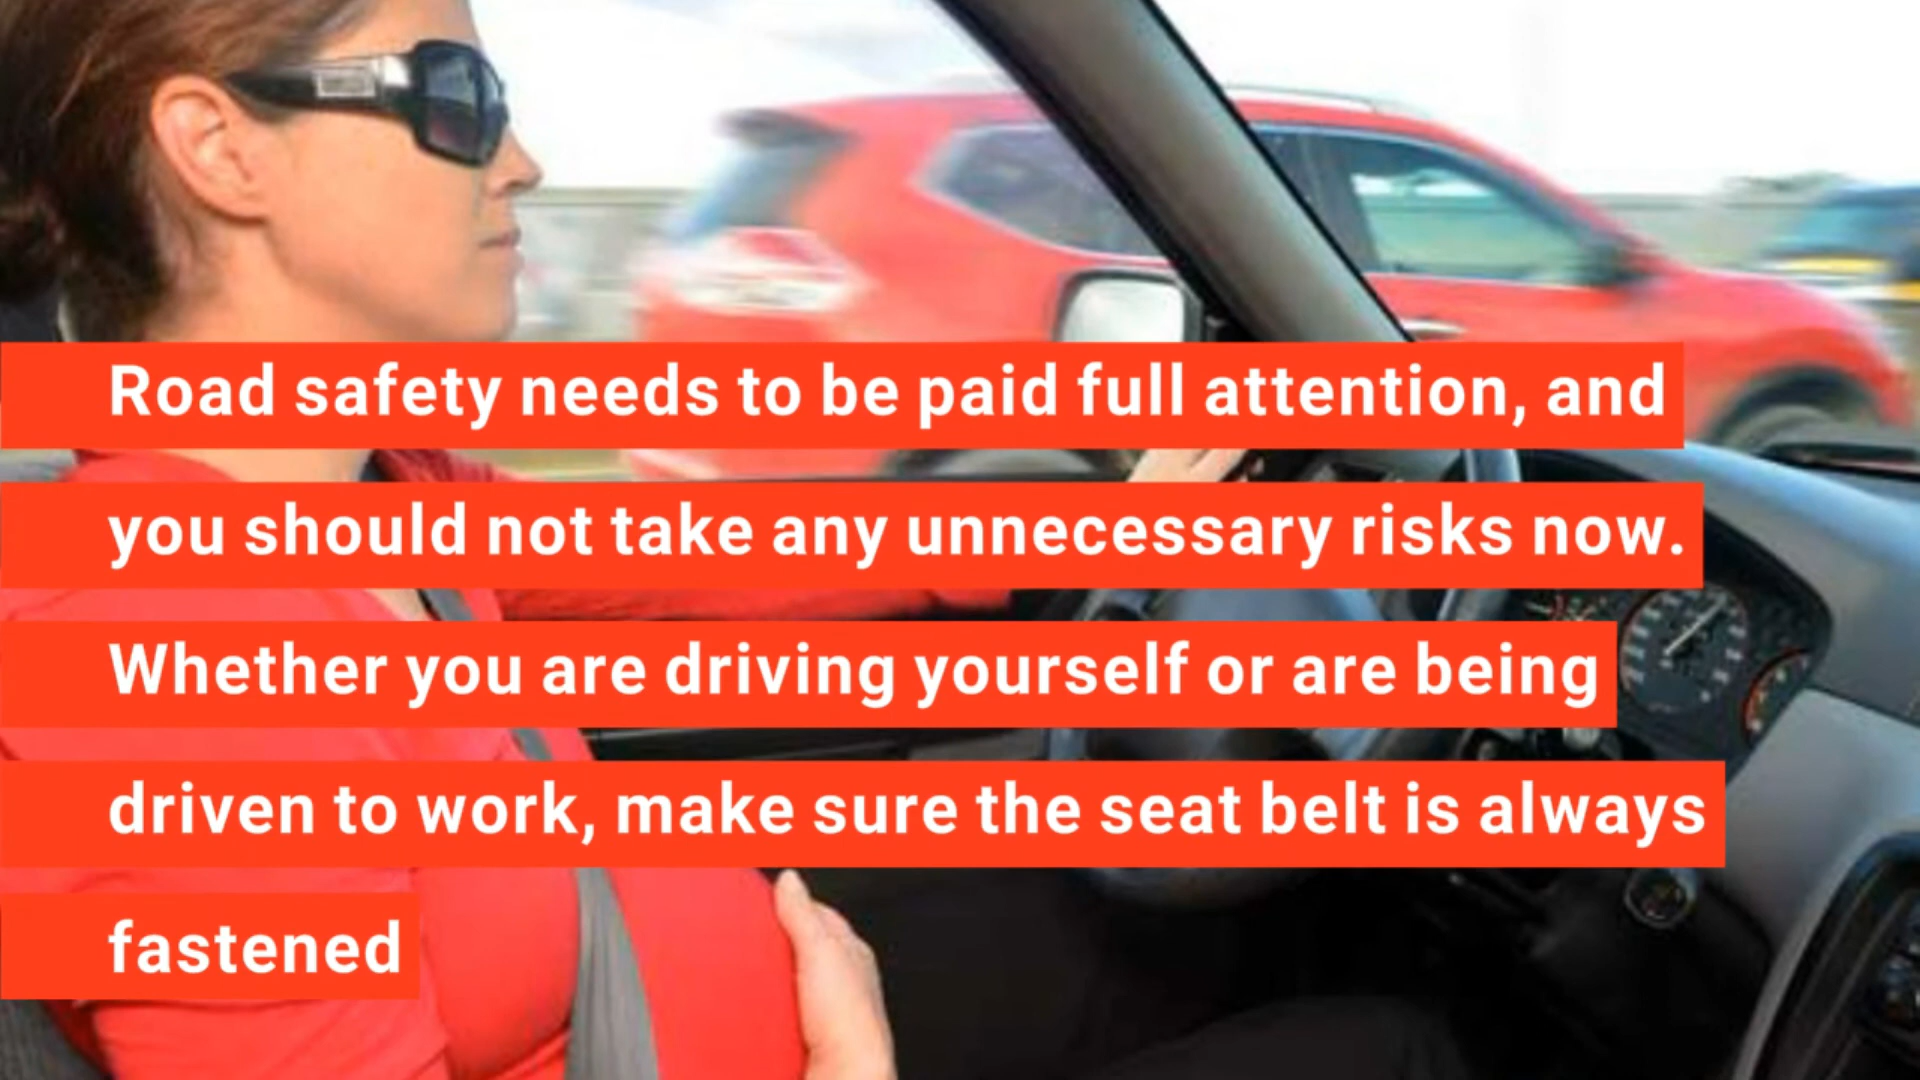 Road safety needs to be paid full attention, and
you should not take any unnecessary risks now.
Whether you are driving yourself or are being
driven to work, make sure the seat belt is always
fastened